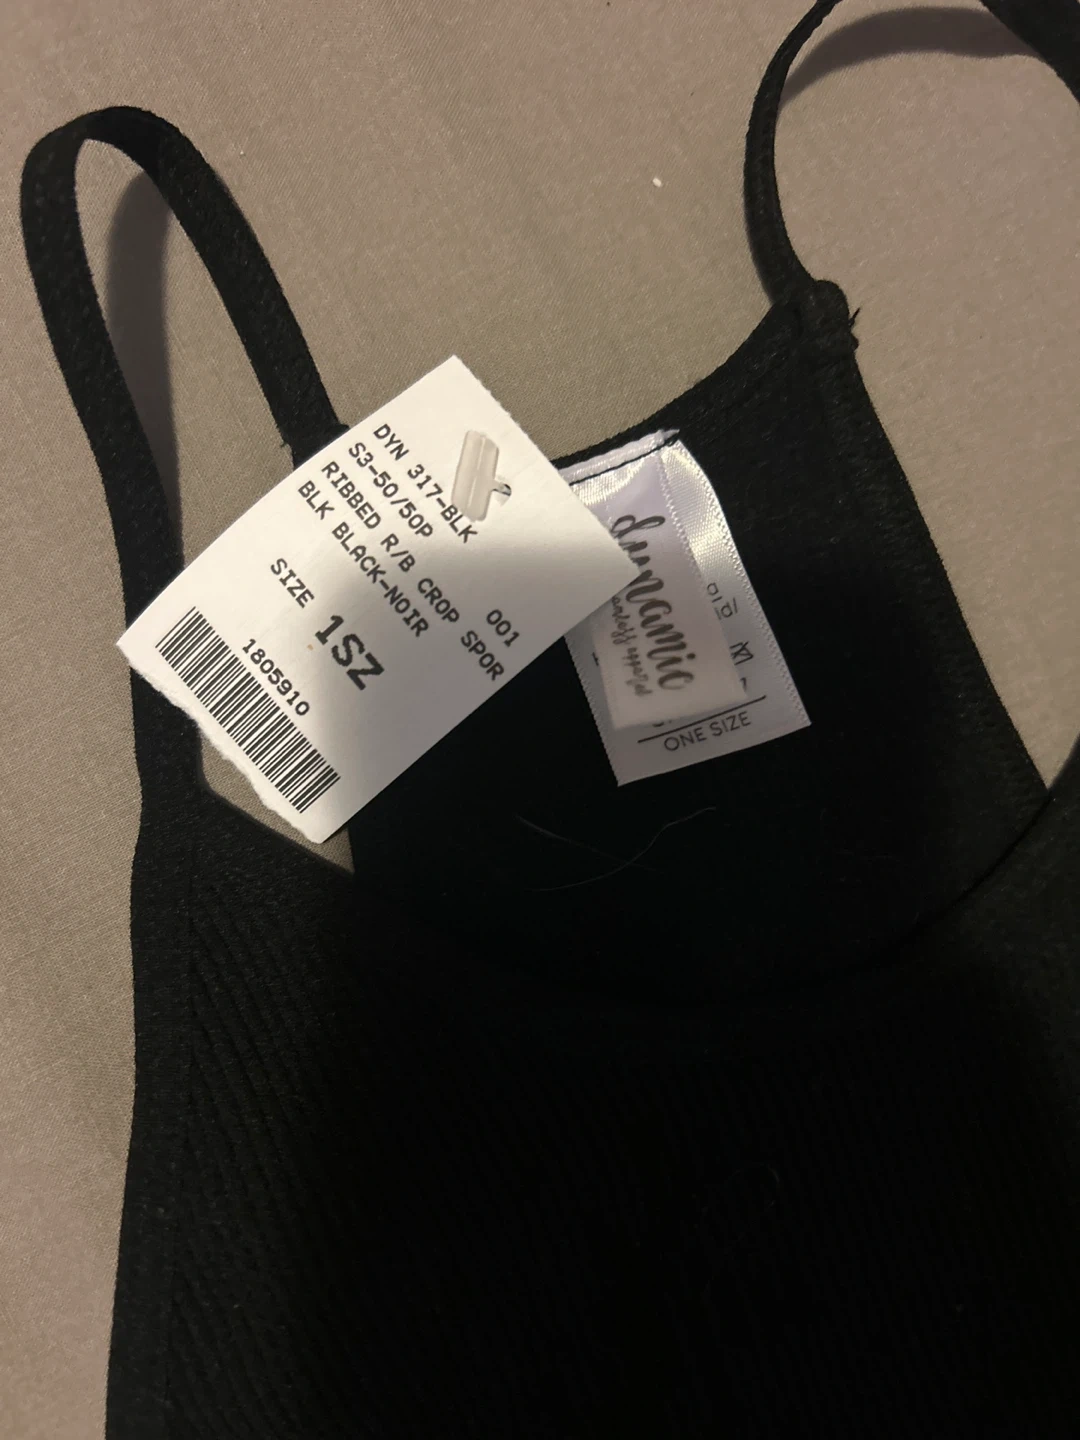 DYN 317-BLK
S3-50/50P 001
RIBBED R/B CROP SPOR
BLK BLACK-NOIR
SIZE 1SZ
1805910
dynamic
ONE SIZE